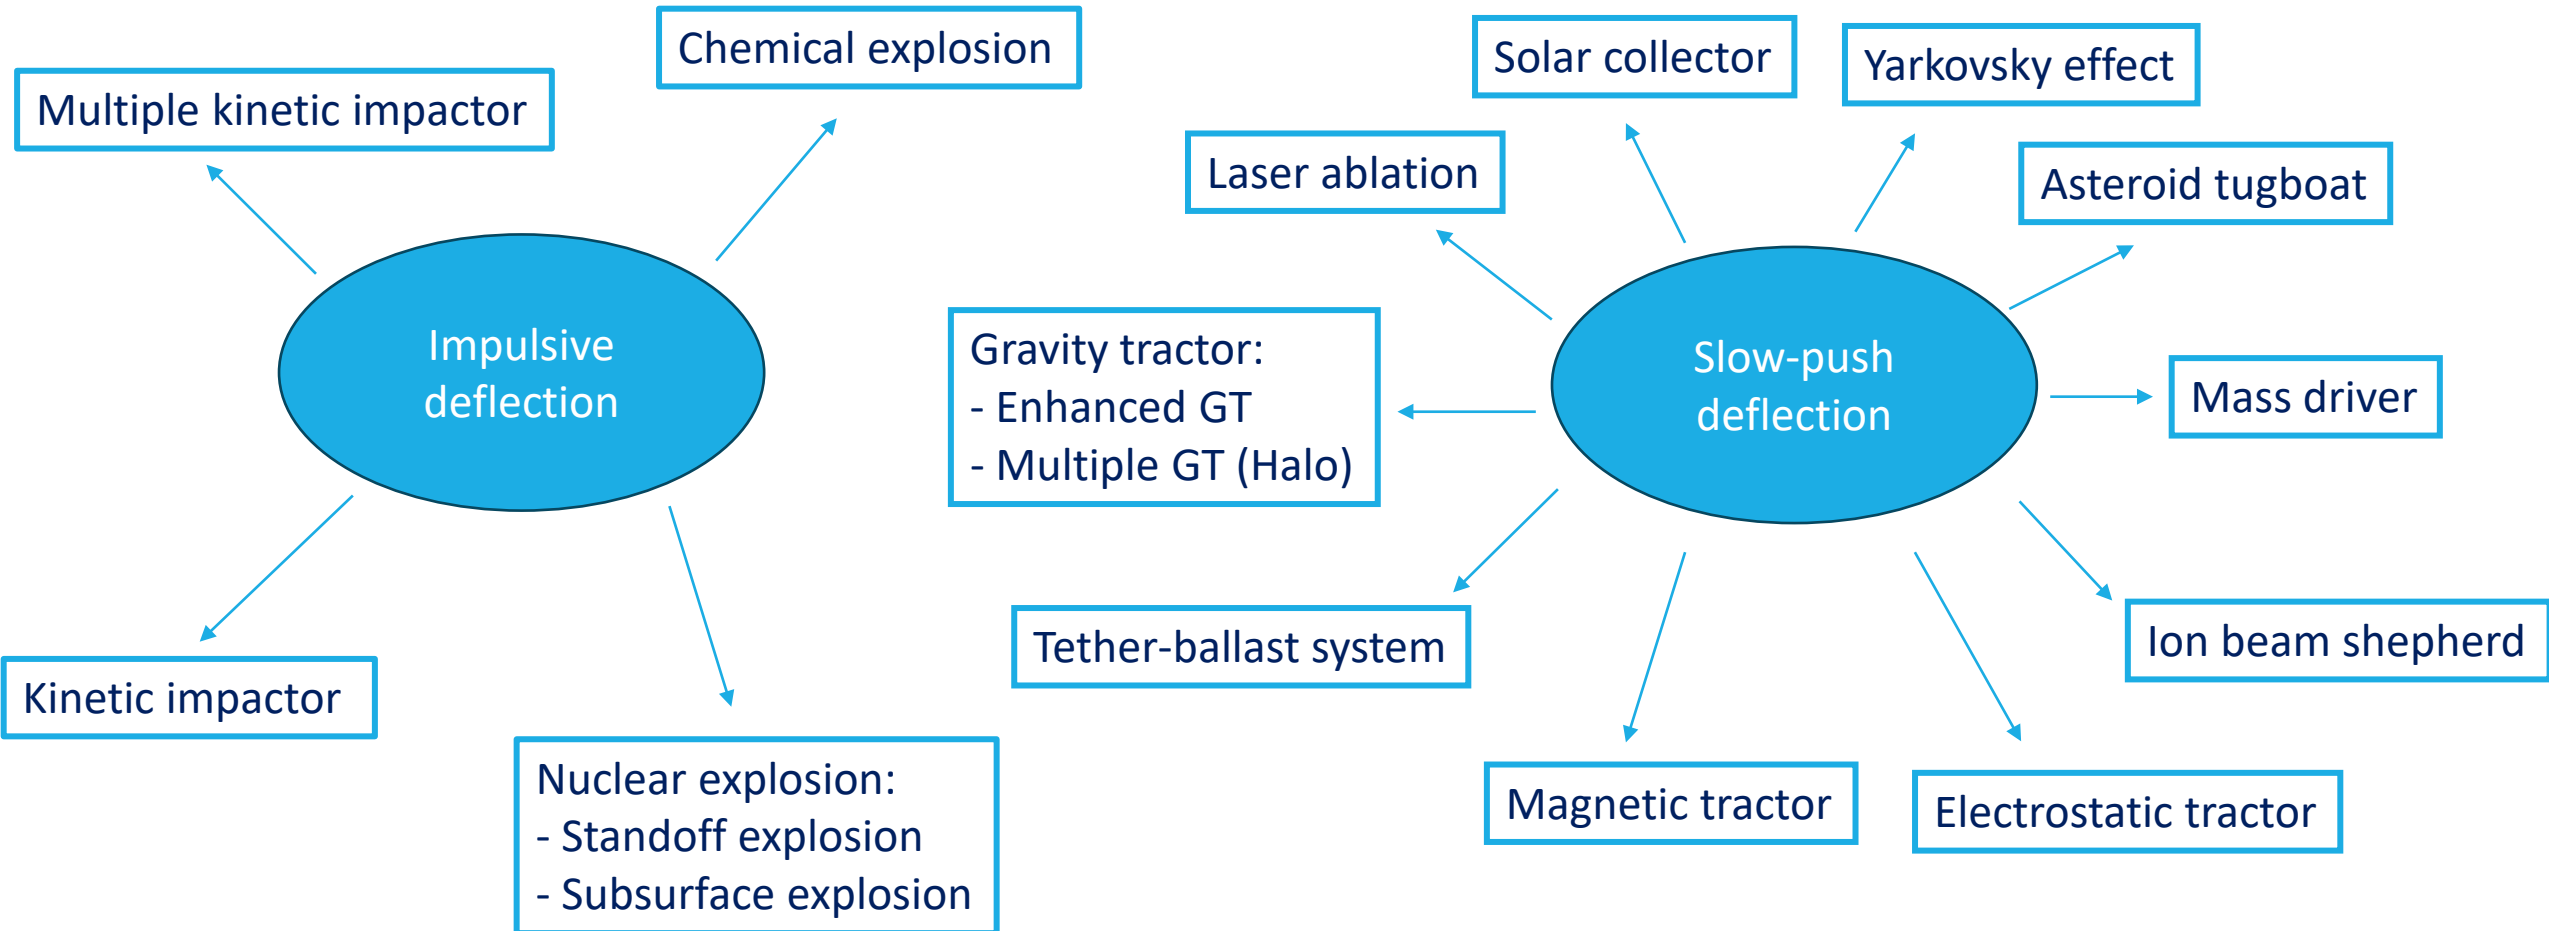 Chemical explosion
Multiple kinetic impactor
Impulsive
deflection
Kinetic impactor
Nuclear explosion:
- Standoff explosion
- Subsurface explosion
Solar collector
Yarkovsky effect
Laser ablation
Asteroid tugboat
Gravity tractor:
- Enhanced GT
- Multiple GT (Halo)
Slow-push
deflection
Mass driver
Tether-ballast system
Ion beam shepherd
Magnetic tractor
Electrostatic tractor